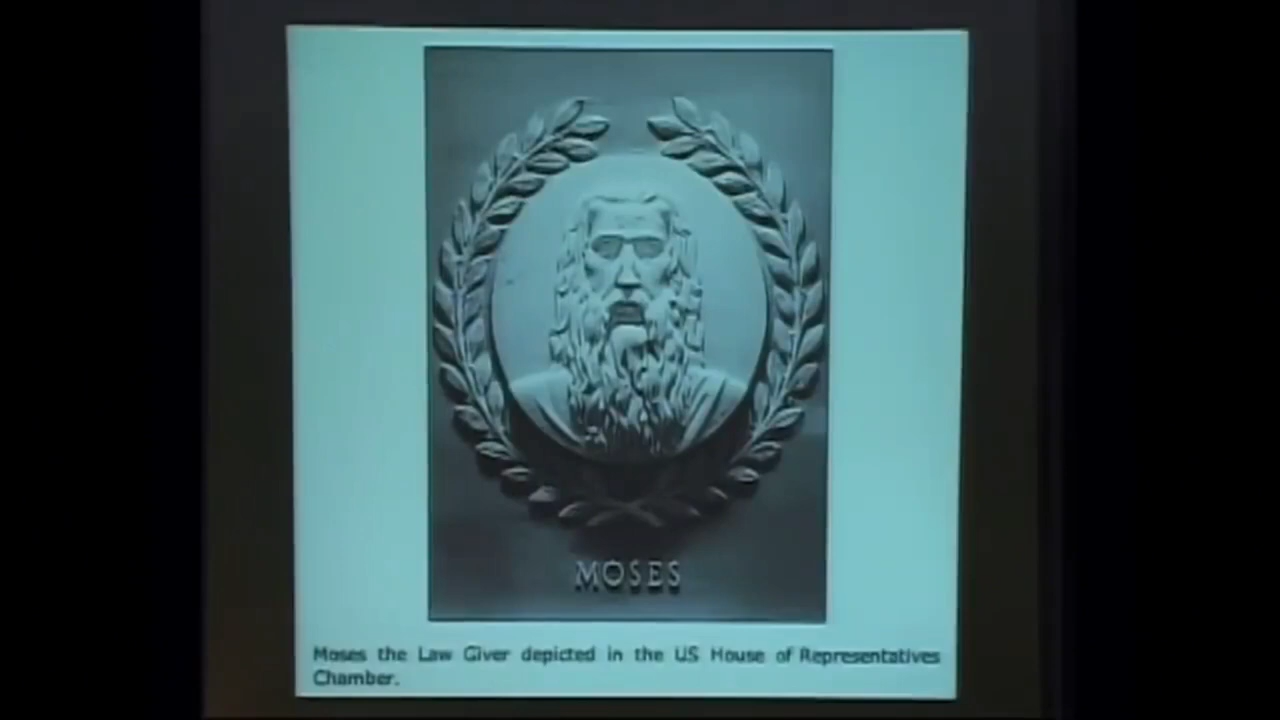 MOSES
Moses the Law Giver depicted in the US House of Representatives
Chamber.